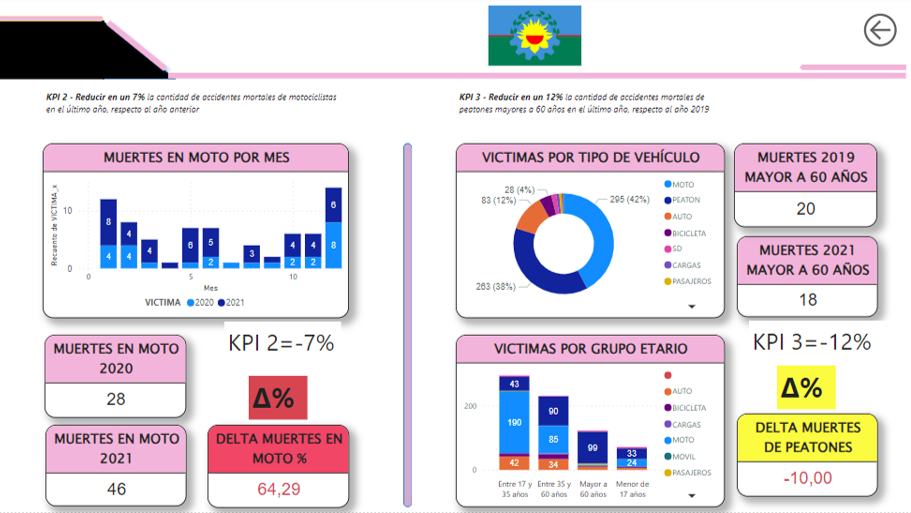 KPI 2 - Reducir en un 7% la cantidad de accidentes mortales de motociclistas
en el último año, respecto al año anterior
KPI 3 - Reducir en un 12% la cantidad de accidentes mortales de
peatones mayores a 60 años en el último año, respecto al año 2019
MUERTES EN MOTO POR MES
Recuento de VICTIMA_x
10
0
8
4
4
4
4
6
5
2
3
4
2
4
2
6
8
0
5
10
Mes
VICTIMA 2020 2021
MUERTES EN MOTO
2020
28
KPI 2=-7%
Δ%
MUERTES EN MOTO
2021
46
DELTA MUERTES EN
MOTO %
64,29
VICTIMAS POR TIPO DE VEHÍCULO
28 (4%)
83 (12%)
295 (42%)
263 (38%)
MOTO
PEATON
AUTO
BICICLETA
SD
CARGAS
PASAJEROS
MUERTES 2019
MAYOR A 60 AÑOS
20
MUERTES 2021
MAYOR A 60 AÑOS
18
VICTIMAS POR GRUPO ETARIO
200
0
43
190
42
90
85
34
99
33
24
Entre 17 y
35 años
Entre 35 y
60 años
Mayor a
60 años
Menor de
17 años
AUTO
BICICLETA
CARGAS
MOTO
MOVIL
PASAJEROS
KPI 3=-12%
Δ%
DELTA MUERTES
DE PEATONES
-10,00